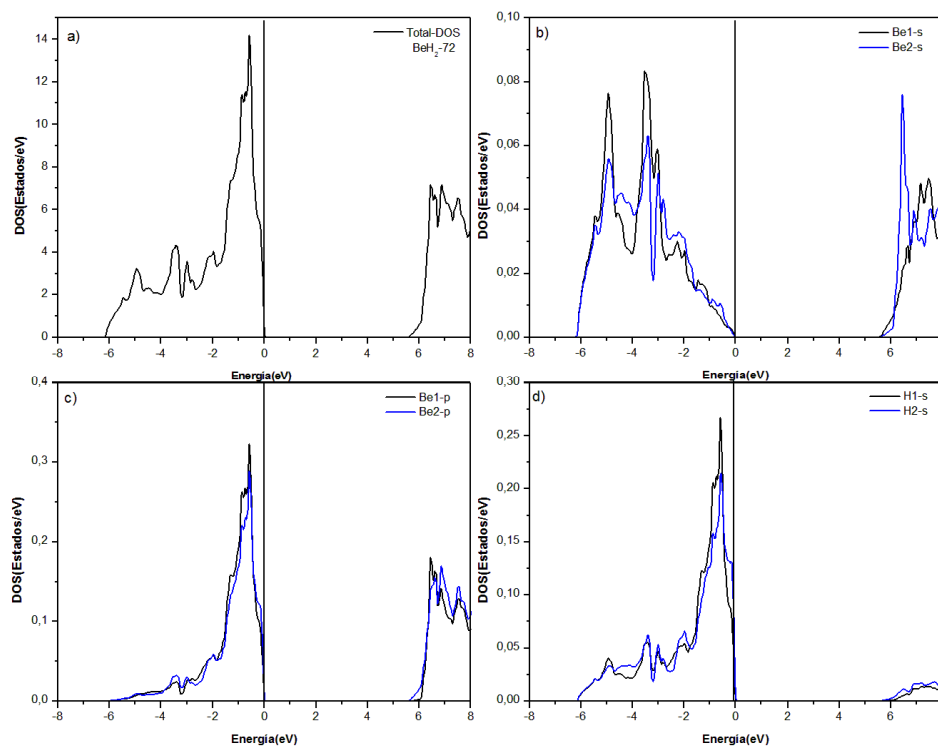 a)
Total-DOS
BeH2-72
DOS(Estados/eV)
14
12
10
8
6
4
2
0
-8 -6 -4 -2 0 2 4 6 8
Energia(eV)
b)
Be1-s
Be2-s
DOS(Estados/eV)
0,10
0,08
0,06
0,04
0,02
0,00
-8 -6 -4 -2 0 2 4 6
Energia(eV)
c)
Be1-p
Be2-p
DOS(Estados/eV)
0,4
0,3
0,2
0,1
0,0
-8 -6 -4 -2 0 2 4 6 8
Energia(eV)
d)
H1-s
H2-s
DOS(Estados/eV)
0,30
0,25
0,20
0,15
0,10
0,05
0,00
-8 -6 -4 -2 0 2 4 6
Energia(eV)